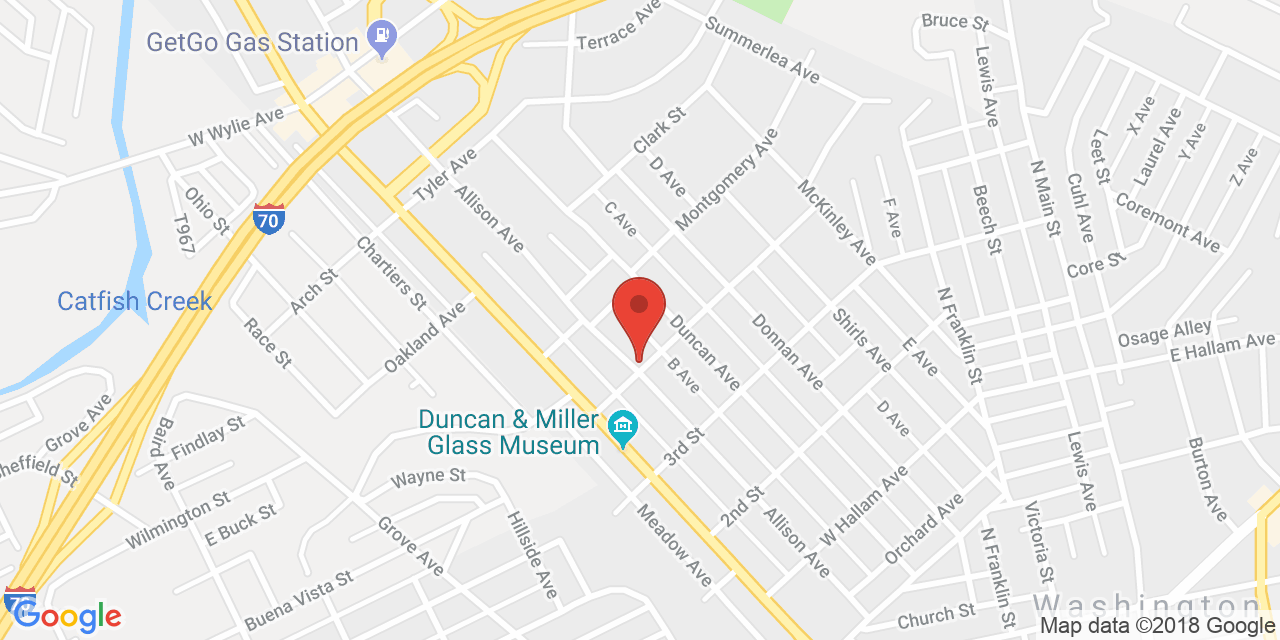 Bruce St
Terrace Ave
Summerlea Ave
GetGo Gas Station
Lewis Ave
W Wylie Ave
Clark St
X Ave
Laurel Ave
Y Ave
Leet St
Z Ave
Tyler Ave
D Ave
Montgomery Ave
McKinley Ave
N Main St
Cuhl Ave
Coremont Ave
Ohio St
T967
70
Allison Ave
C Ave
F Ave
Beech St
Chartiers St
Core St
Catfish Creek
Arch St
Race St
Oakland Ave
Duncan Ave
Donnan Ave
Shirls Ave
E Ave
N Franklin St
Osage Alley
E Hallam Ave
B Ave
Grove Ave
Findlay St
Baird Ave
Duncan & Miller
Glass Museum
3rd St
D Ave
Lewis Ave
Burton Ave
Sheffield St
Wayne St
Wilmington St
E Buck St
Grove Ave
Hillside Ave
Meadow Ave
2nd St
Allison Ave
W Hallam Ave
Orchard Ave
N Franklin St
Victoria St
Buena Vista St
Church St
Washington
Google
Map data ©2018 Google